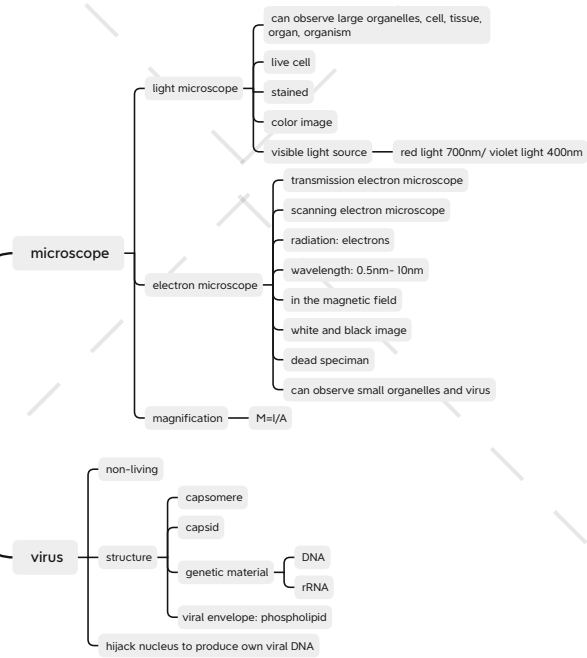 can observe large organelles, cell, tissue,
organ, organism
live cell
light microscope
stained
color image
visible light source
red light 700nm/ violet light 400nm
transmission electron microscope
scanning electron microscope
radiation: electrons
microscope
wavelength: 0.5nm- 10nm
electron microscope
in the magnetic field
white and black image
dead speciman
can observe small organelles and virus
magnification
M=I/A
non-living
capsomere
capsid
virus
structure
genetic material
DNA
rRNA
viral envelope: phospholipid
hijack nucleus to produce own viral DNA